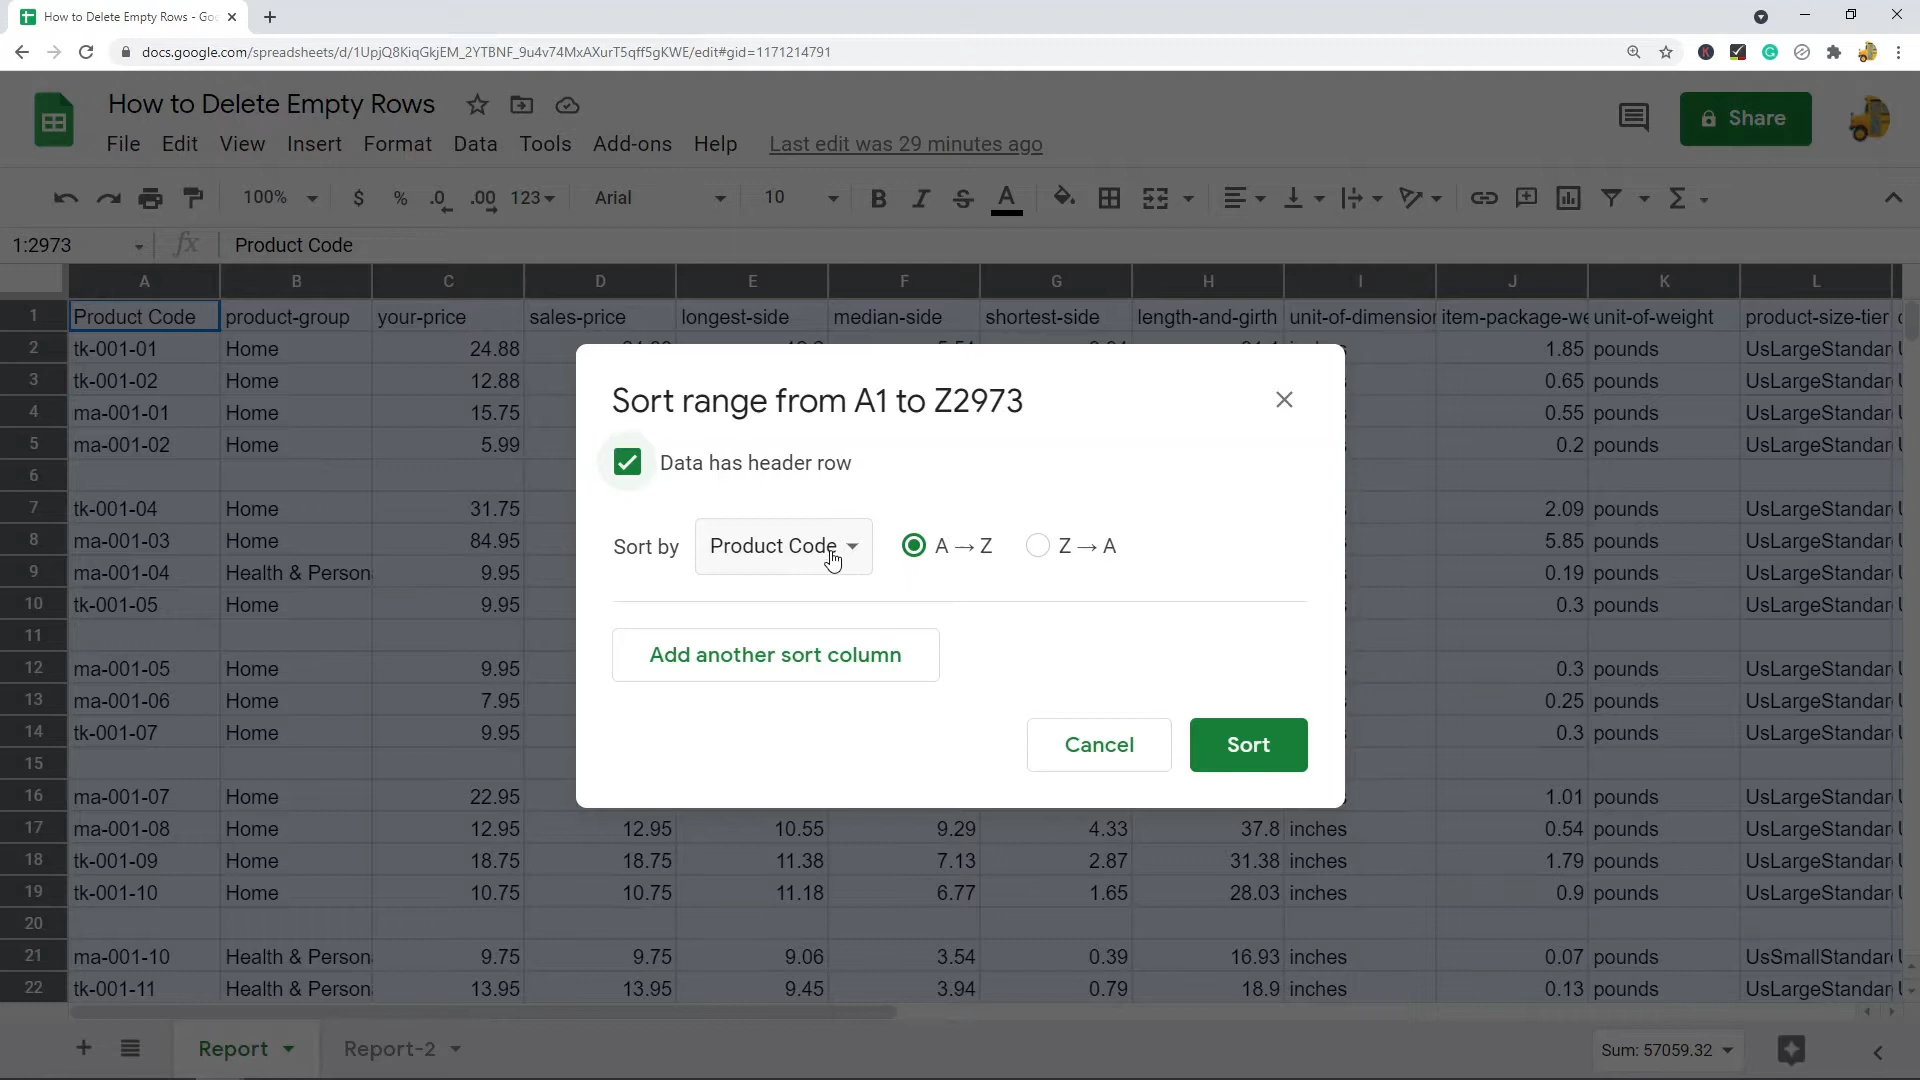 How to Delete Empty Rows - Goo
docs.google.com/spreadsheets/d/1UpjQ8KiqGkjEM_2YTBNF_9u4v74MxAXurT5qff5gKWE/edit#gid=1171214791
How to Delete Empty Rows
Share
File Edit View Insert Format Data Tools Add-ons Help Last edit was 29 minutes ago
100% $ % .0 .00 123 Arial 10 B I S A
1:2973 fx Product Code
A B C D E F G H I J K L
1 Product Code product-group your-price sales-price longest-side median-side shortest-side length-and-girth unit-of-dimension item-package-we unit-of-weight product-size-tier
2 tk-001-01 Home 24.88 1.85 pounds UsLargeStandar
3 tk-001-02 Home 12.88 0.65 pounds UsLargeStandar
4 ma-001-01 Home 15.75 0.55 pounds UsLargeStandar
5 ma-001-02 Home 5.99 0.2 pounds UsLargeStandar
6
7 tk-001-04 Home 31.75 2.09 pounds UsLargeStandar
8 ma-001-03 Home 84.95 5.85 pounds UsLargeStandar
9 ma-001-04 Health & Person 9.95 0.19 pounds UsLargeStandar
10 tk-001-05 Home 9.95 0.3 pounds UsLargeStandar
11
12 ma-001-05 Home 9.95 0.3 pounds UsLargeStandar
13 ma-001-06 Home 7.95 0.25 pounds UsLargeStandar
14 tk-001-07 Home 9.95 0.3 pounds UsLargeStandar
15
16 ma-001-07 Home 22.95 1.01 pounds UsLargeStandar
17 ma-001-08 Home 12.95 12.95 10.55 9.29 4.33 37.8 inches 0.54 pounds UsLargeStandar
18 tk-001-09 Home 18.75 18.75 11.38 7.13 2.87 31.38 inches 1.79 pounds UsLargeStandar
19 tk-001-10 Home 10.75 10.75 11.18 6.77 1.65 28.03 inches 0.9 pounds UsLargeStandar
20
21 ma-001-10 Health & Person 9.75 9.75 9.06 3.54 0.39 16.93 inches 0.07 pounds UsSmallStandar
22 tk-001-11 Health & Person 13.95 13.95 9.45 3.94 0.79 18.9 inches 0.13 pounds UsLargeStandar
Sort range from A1 to Z2973
Data has header row
Sort by Product Code A → Z Z → A
Add another sort column
Cancel Sort
Report Report-2 Sum: 57059.32